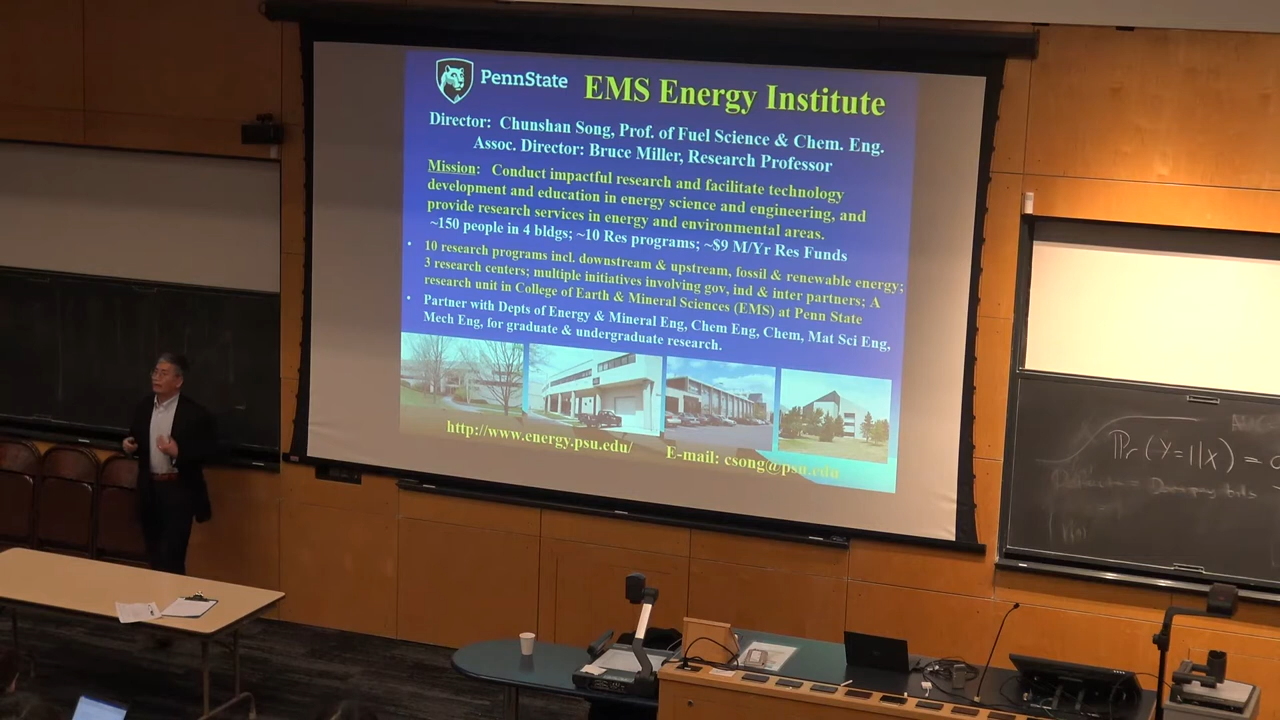 PennState
EMS Energy Institute
Director: Chunshan Song, Prof. of Fuel Science & Chem. Eng.
Assoc. Director: Bruce Miller, Research Professor
Mission: Conduct impactful research and facilitate technology
development and education in energy science and engineering, and
provide research services in energy and environmental areas.
~150 people in 4 bldgs; ~10 Res programs; ~$9 M/Yr Res Funds
• 10 research programs incl. downstream & upstream, fossil & renewable energy;
3 research centers; multiple initiatives involving gov, ind & inter partners; A
research unit in College of Earth & Mineral Sciences (EMS) at Penn State
• Partner with Depts of Energy & Mineral Eng, Chem Eng, Chem, Mat Sci Eng,
Mech Eng, for graduate & undergraduate research.
http://www.energy.psu.edu/ E-mail: csong@psu.edu
Pr(Y=1|X) =